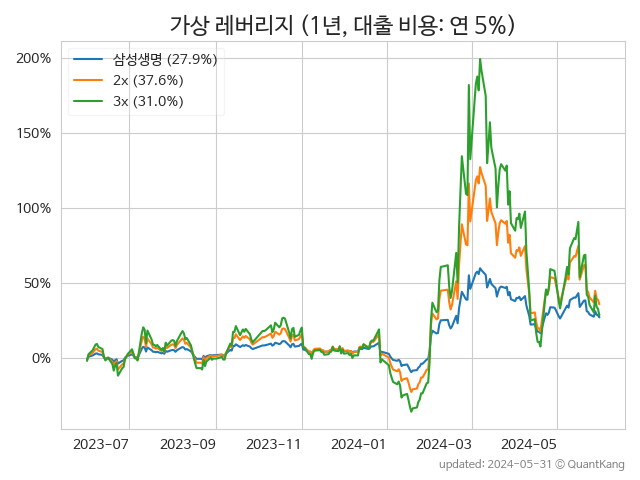 가상 레버리지 (1년, 대출 비용: 연 5%)
삼성생명 (27.9%)
2x (37.6%)
3x (31.0%)
200%
150%
100%
50%
0%
2023-07 2023-09 2023-11 2024-01 2024-03 2024-05
updated: 2024-05-31 © QuantKang